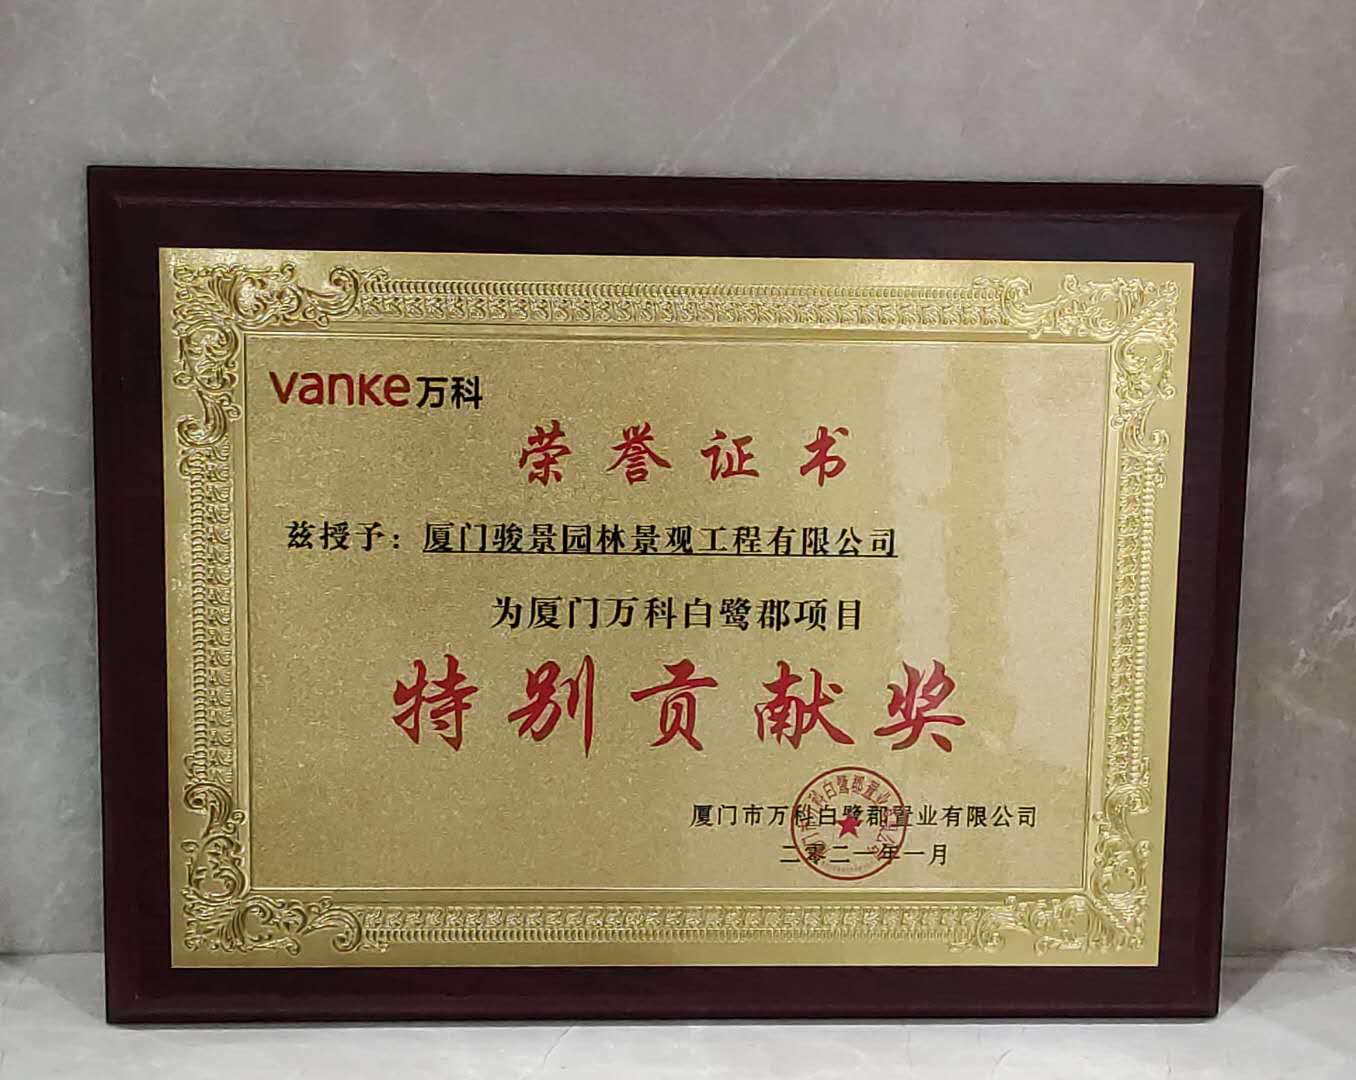 vanke万科
荣誉证书
兹授予：厦门骏景园林景观工程有限公司
为厦门万科白鹭郡项目
特别贡献奖
厦门市万科白鹭郡置业有限公司
二零二一年一月